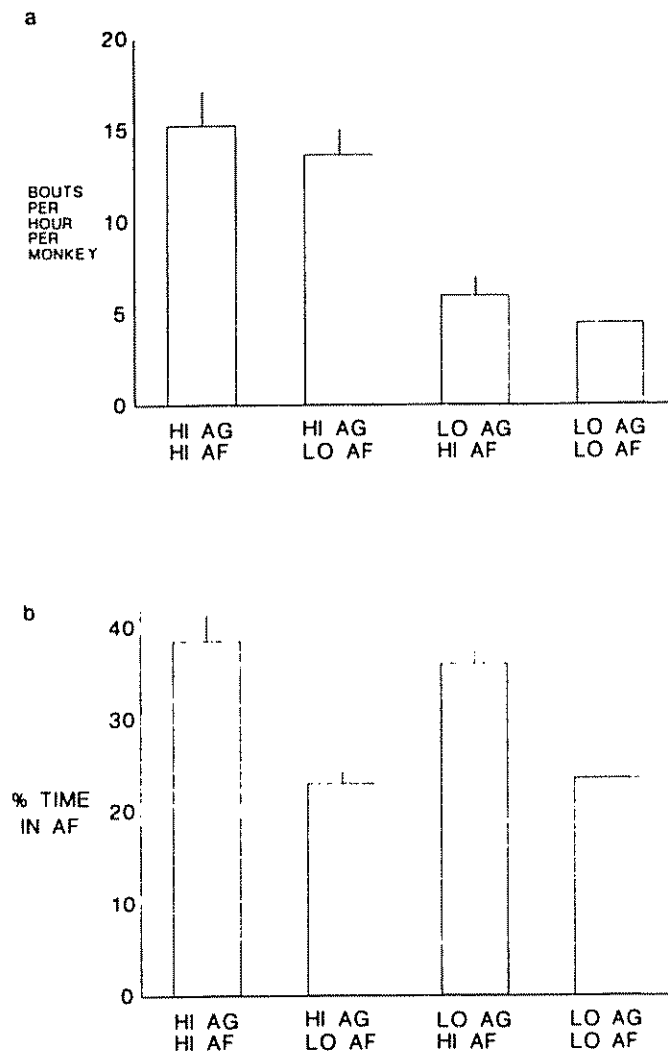 a
20
15
10
5
0
BOUTS
PER
HOUR
PER
MONKEY
HI AG
HI AF
HI AG
LO AF
LO AG
HI AF
LO AG
LO AF
b
40
30
20
10
0
% TIME
IN AF
HI AG
HI AF
HI AG
LO AF
LO AG
HI AF
LO AG
LO AF